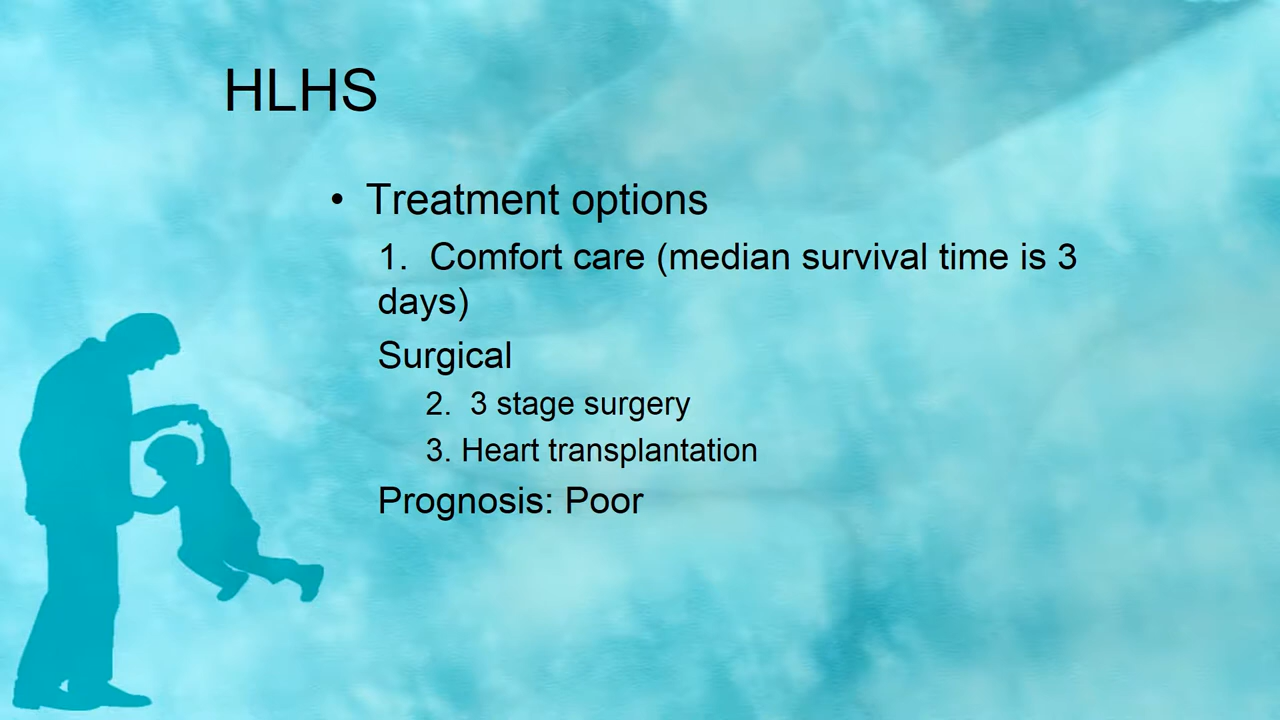 HLHS
• Treatment options
1. Comfort care (median survival time is 3
days)
Surgical
2. 3 stage surgery
3. Heart transplantation
Prognosis: Poor